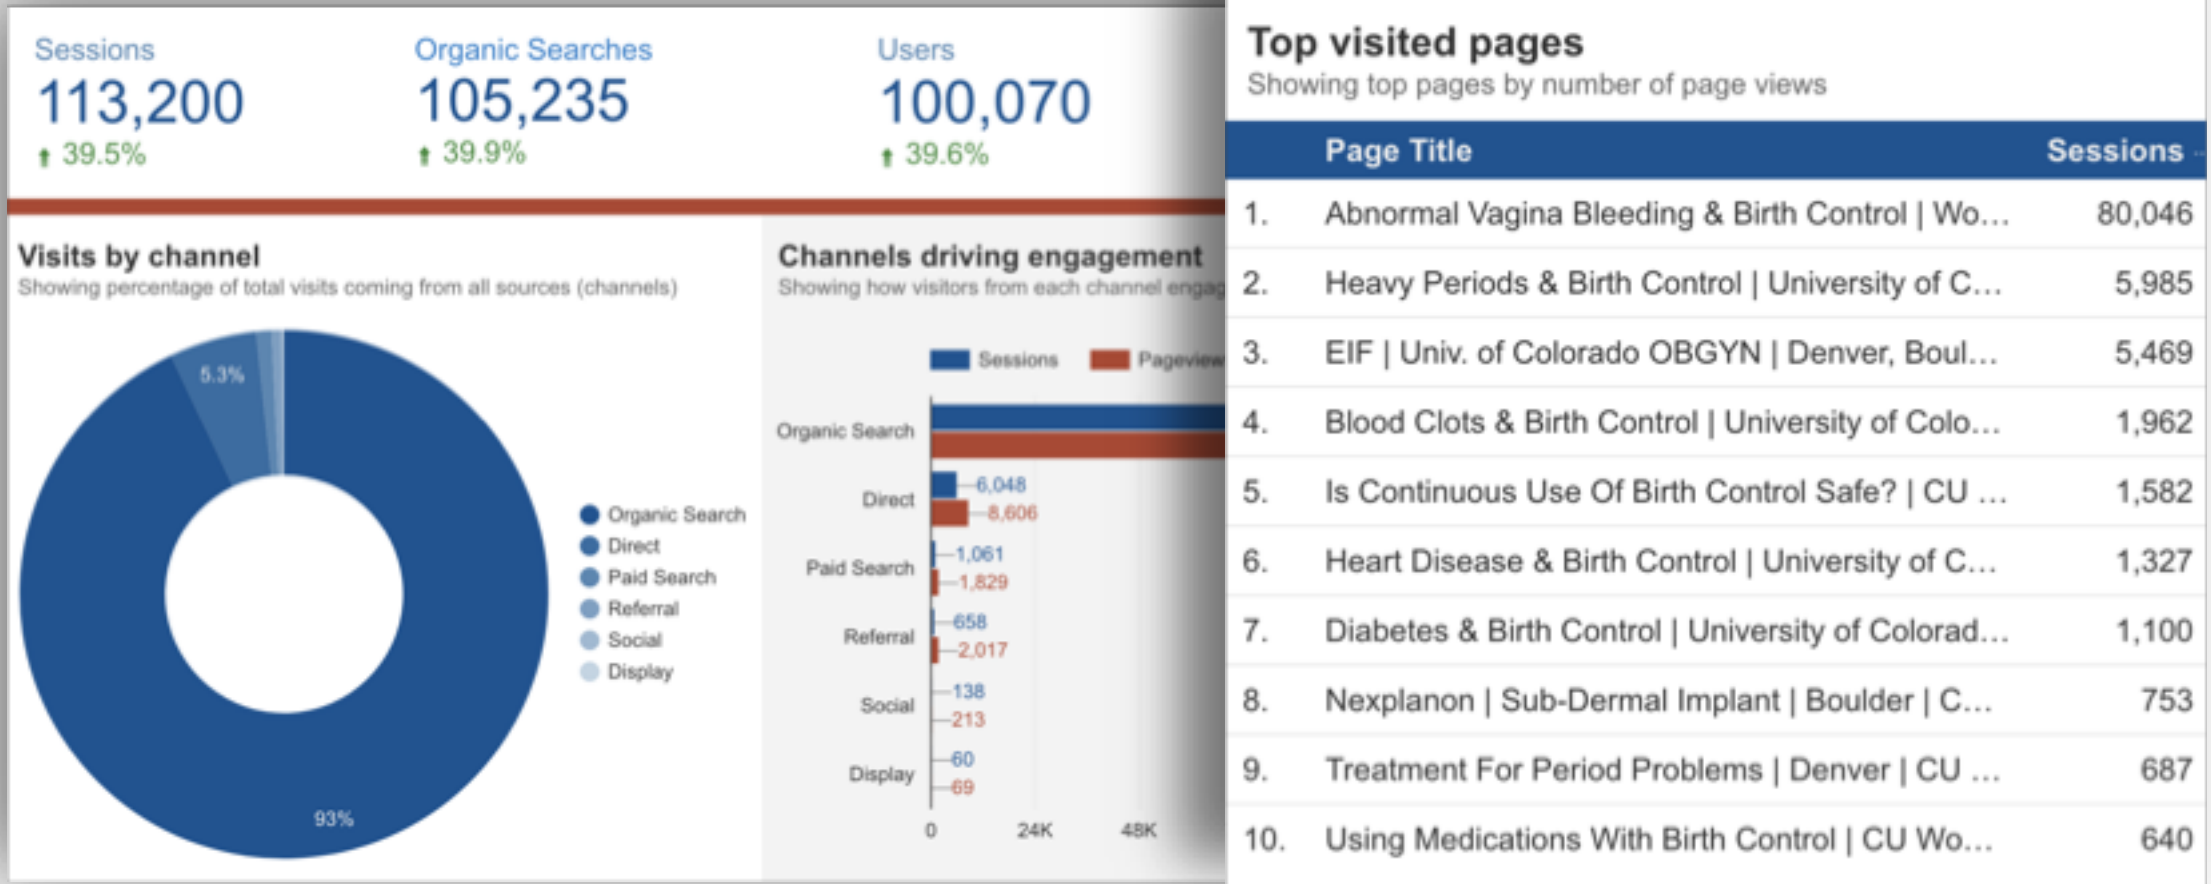 Sessions
113,200
39.5%
Organic Searches
105,235
39.9%
Users
100,070
39.6%
Visits by channel
Showing percentage of total visits coming from all sources (channels)
5.3%
93%
Organic Search
Direct
Paid Search
Referral
Social
Display
Channels driving engagement
Showing how visitors from each channel engag
Sessions
Pageview
Organic Search
Direct
6,048
8,606
Paid Search
1,061
1,829
Referral
658
2,017
Social
138
213
Display
60
69
0 24K 48K
Top visited pages
Showing top pages by number of page views
Page Title Sessions
1. Abnormal Vagina Bleeding & Birth Control | Wo... 80,046
2. Heavy Periods & Birth Control | University of C... 5,985
3. EIF | Univ. of Colorado OBGYN | Denver, Boul... 5,469
4. Blood Clots & Birth Control | University of Colo... 1,962
5. Is Continuous Use Of Birth Control Safe? | CU ... 1,582
6. Heart Disease & Birth Control | University of C... 1,327
7. Diabetes & Birth Control | University of Colorad... 1,100
8. Nexplanon | Sub-Dermal Implant | Boulder | C... 753
9. Treatment For Period Problems | Denver | CU ... 687
10. Using Medications With Birth Control | CU Wo... 640